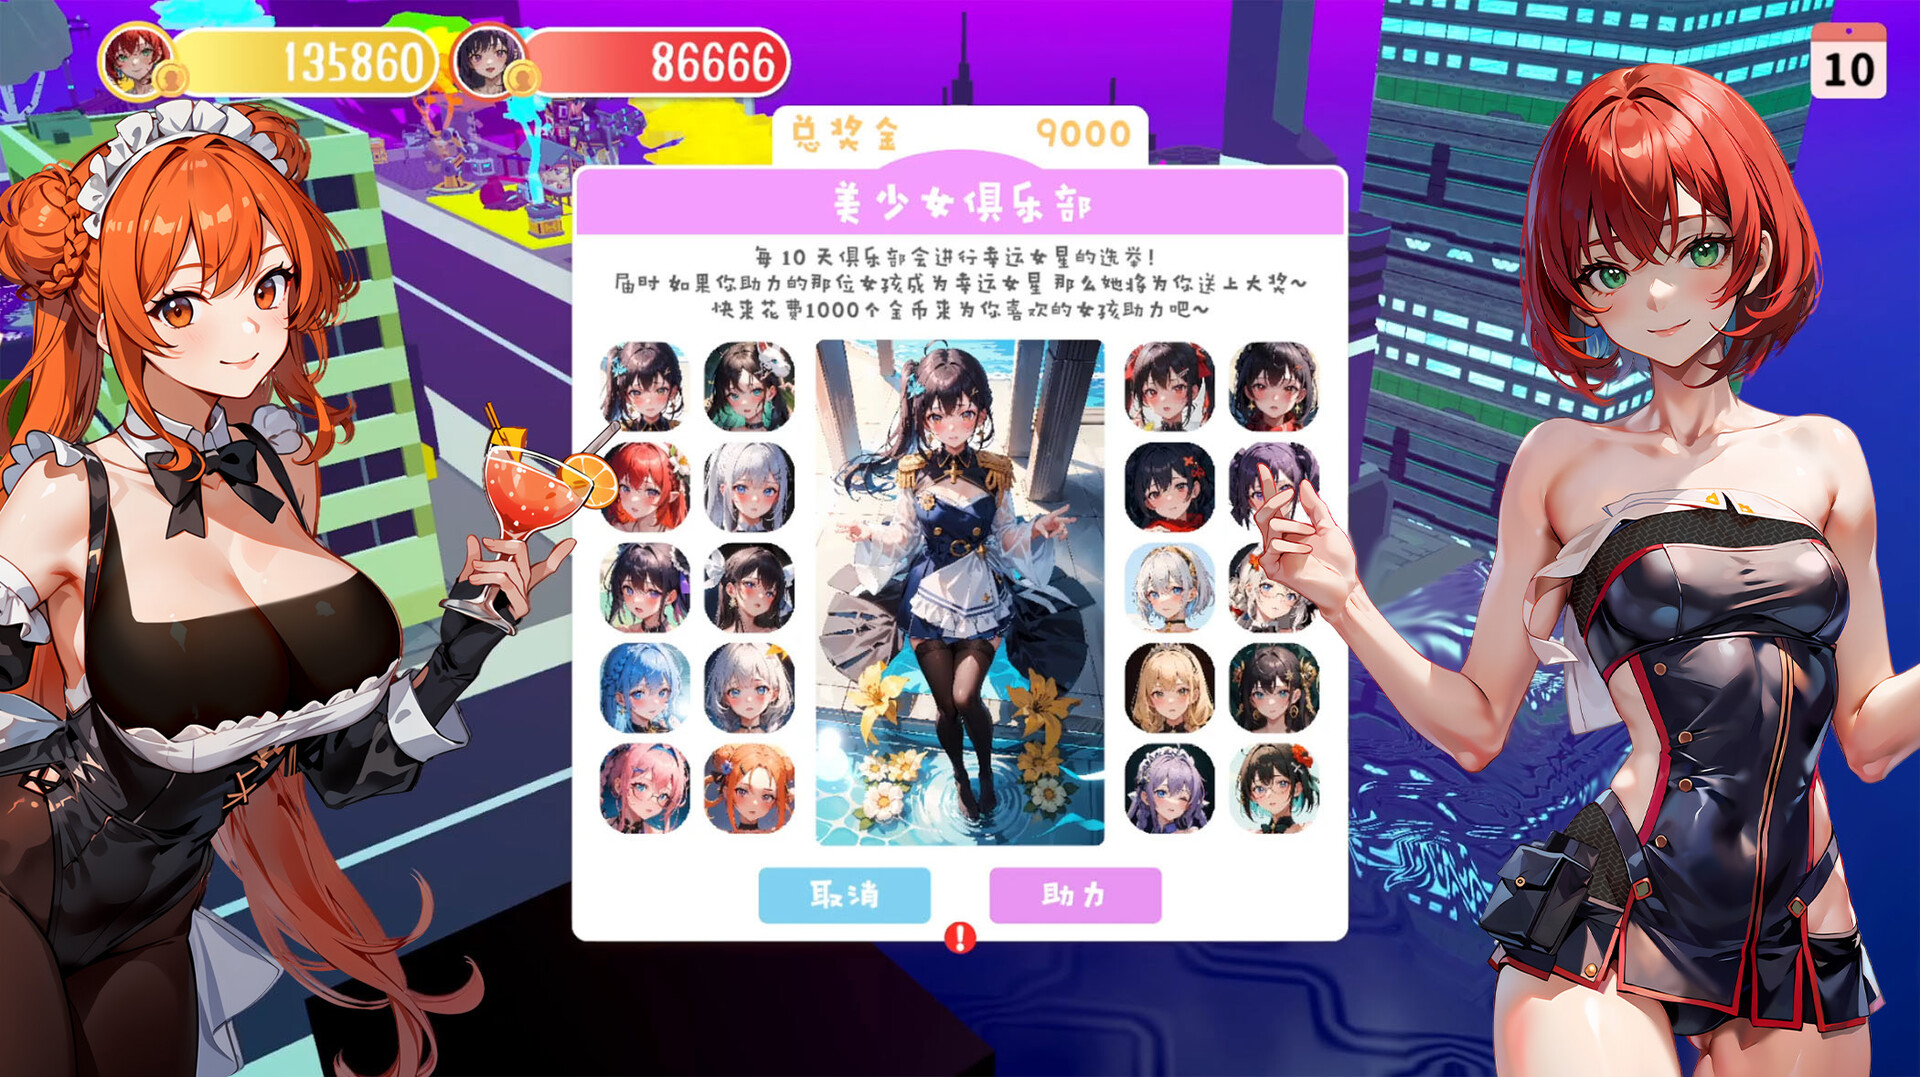 135860
86666
10
总奖金 9000
美少女俱乐部
每10天俱乐部会进行幸运女星的选举!
届时如果你助力的那位女孩成为幸运女星 那么她将为你送上大奖~
快来花费1000个金币来为你喜欢的女孩助力吧~
取消
助力
!